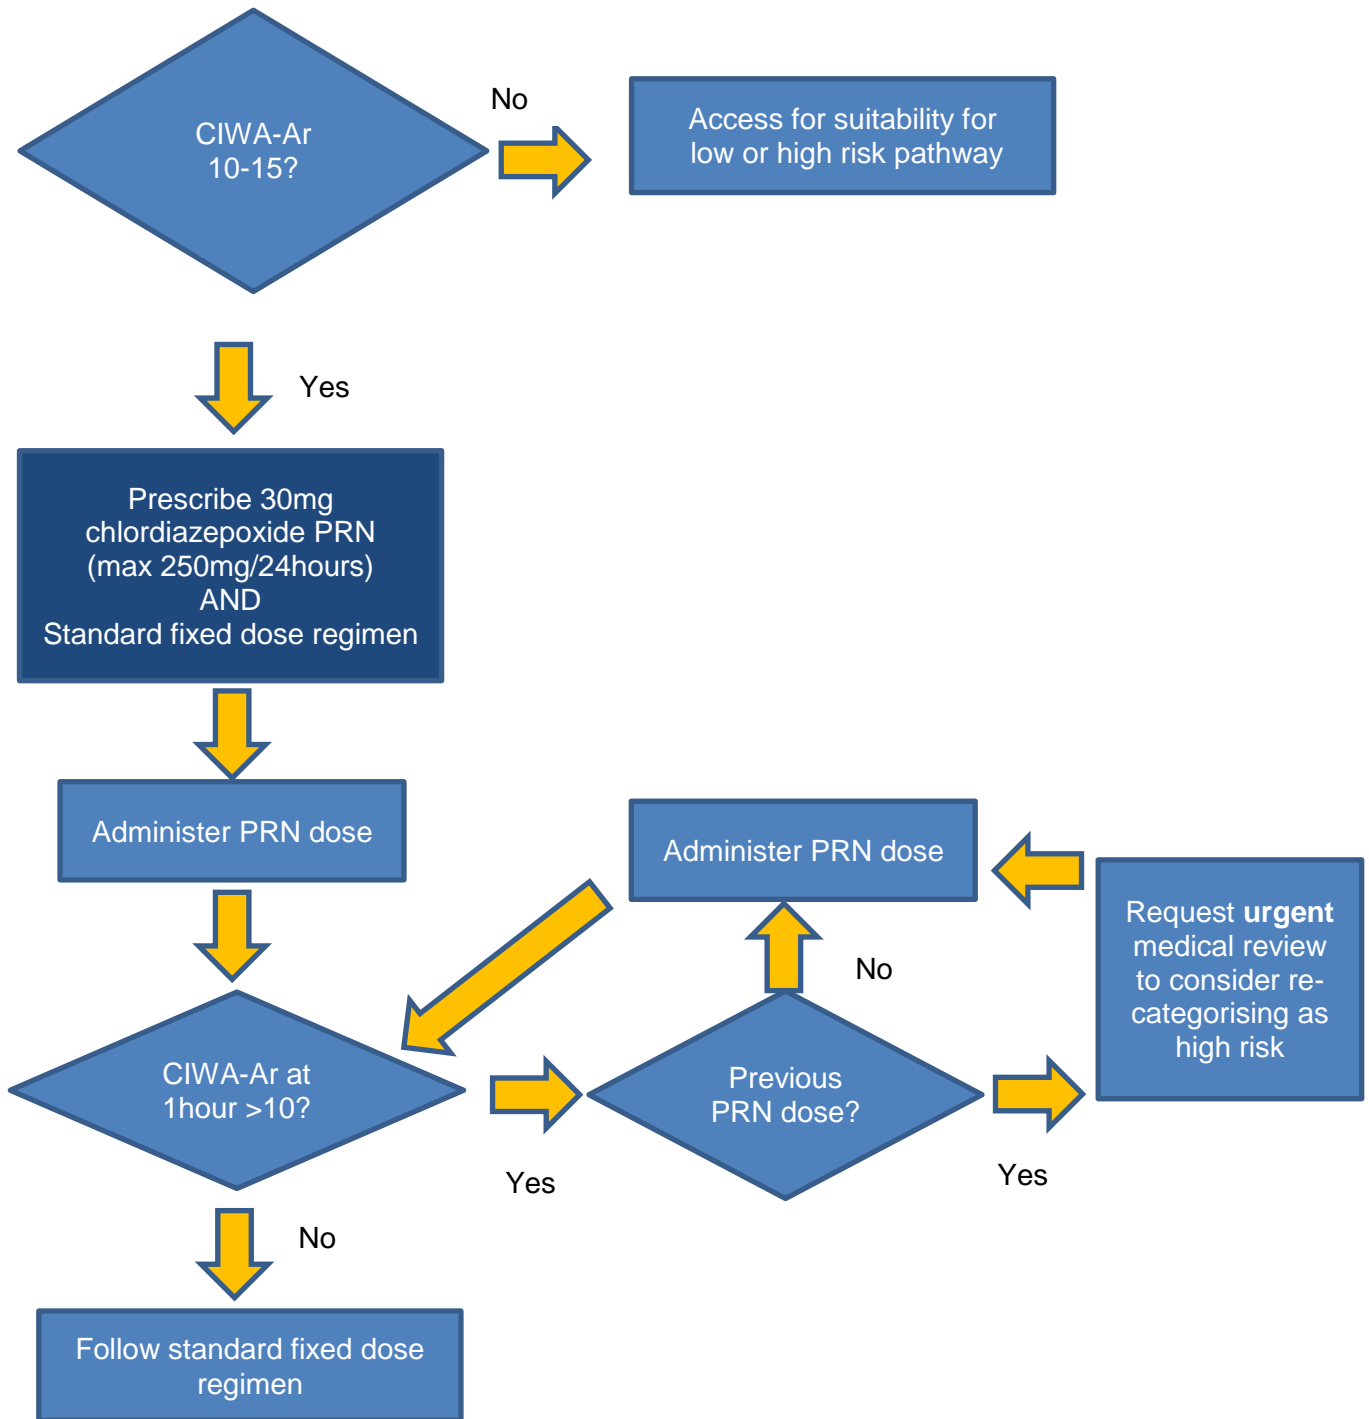 CIWA-Ar
10-15?
No
Access for suitability for
low or high risk pathway
Yes
Prescribe 30mg
chlordiazepoxide PRN
(max 250mg/24hours)
AND
Standard fixed dose regimen
Administer PRN dose
Administer PRN dose
Request urgent
medical review
to consider re-
categorising as
high risk
No
CIWA-Ar at
1hour >10?
Yes
Previous
PRN dose?
Yes
No
Follow standard fixed dose
regimen